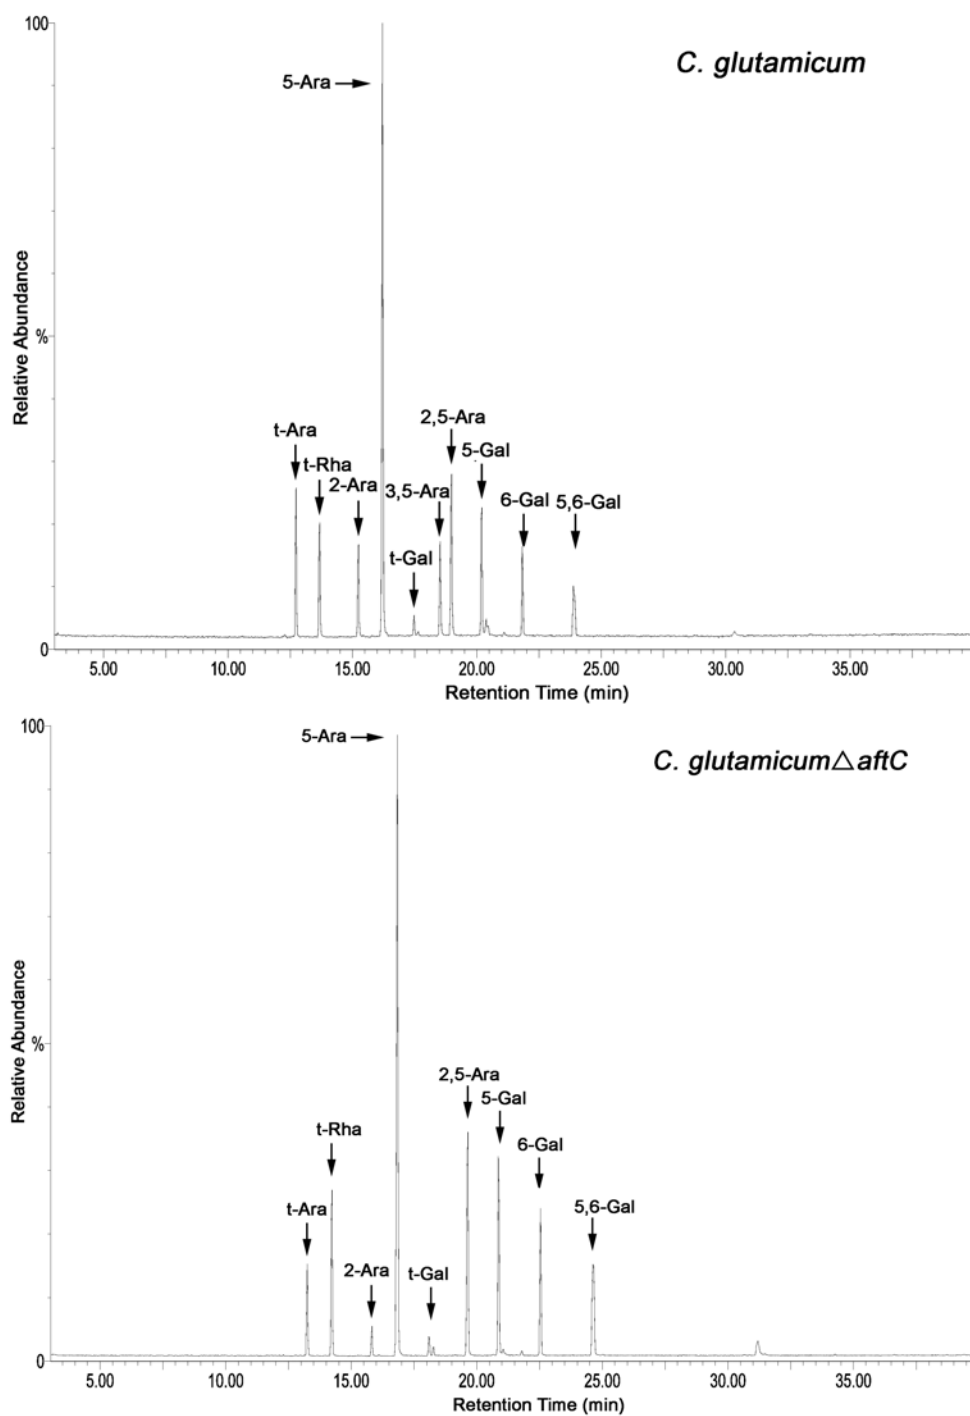 100
C. glutamicum
5-Ara
Relative Abundance
%
2,5-Ara
t-Ara
5-Gal
t-Rha
2-Ara
3,5-Ara
6-Gal
5,6-Gal
t-Gal
0
5.00 10.00 15.00 20.00 25.00 30.00 35.00
Retention Time (min)
100
5-Ara
C. glutamicum△aftC
Relative Abundance
%
2,5-Ara
5-Gal
t-Rha
6-Gal
t-Ara
5,6-Gal
2-Ara
t-Gal
0
5.00 10.00 15.00 20.00 25.00 30.00 35.00
Retention Time (min)